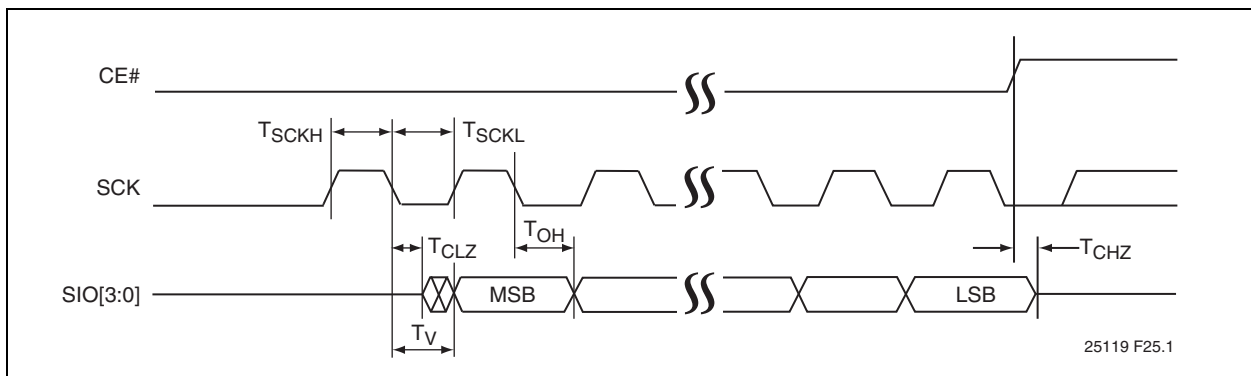 CE#
TSCKH
TSCKL
SCK
TOH
TCLZ
TCHZ
SIO[3:0]
MSB
LSB
TV
25119 F25.1